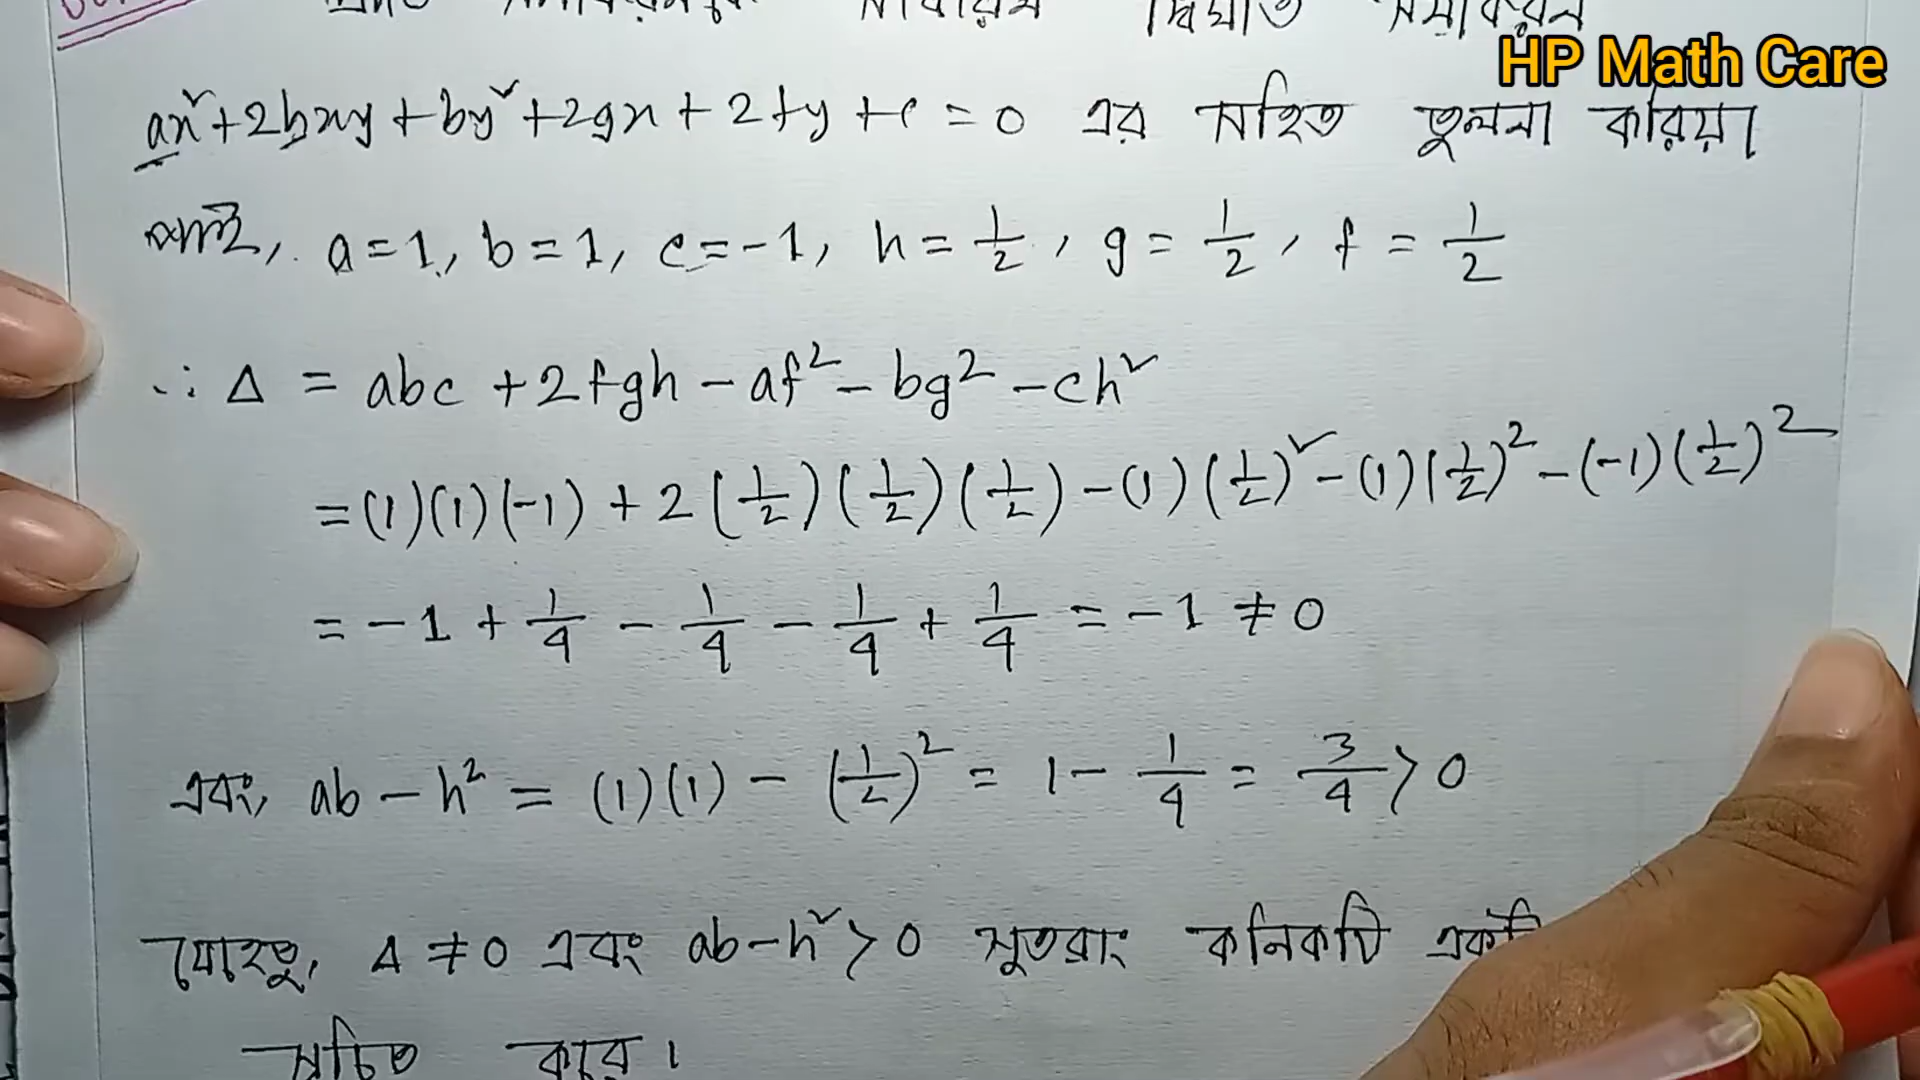 সাধারন দ্বিঘাত সমীকরন
HP Math Care
ax²+2hxy+by²+2gx+2fy+c=0 এর সহিত তুলনা করিয়া
পাই, a=1, b=1, c=-1, h=1/2, g=1/2, f=1/2
∴ Δ = abc+2fgh-af²-bg²-ch²
=(1)(1)(-1)+2(1/2)(1/2)(1/2)-(1)(1/2)²-(1)(1/2)²-(-1)(1/2)²
=-1+1/4-1/4-1/4+1/4=-1≠0
এবং, ab-h²=(1)(1)-(1/2)²=1-1/4=3/4>0
যেহেতু, Δ≠0 এবং ab-h²>0 সুতরাং কনিকটি একটি
সূচিত করে।